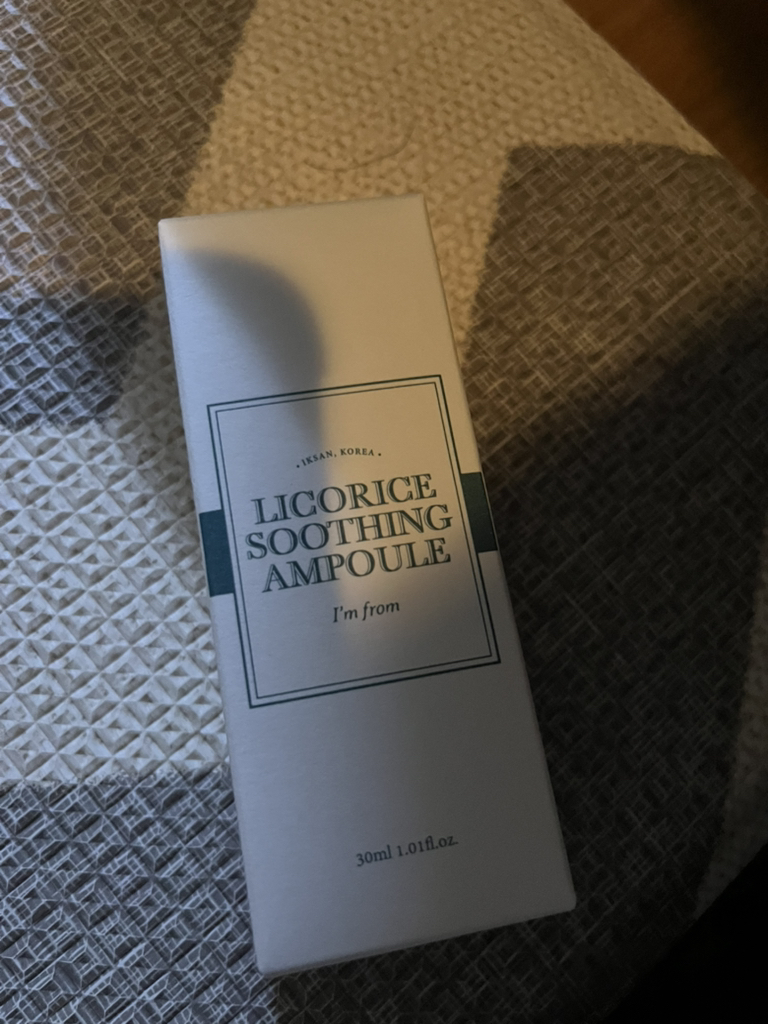 • IKSAN, KOREA •
LICORICE
SOOTHING
AMPOULE
I'm from
30ml 1.01fl.oz.